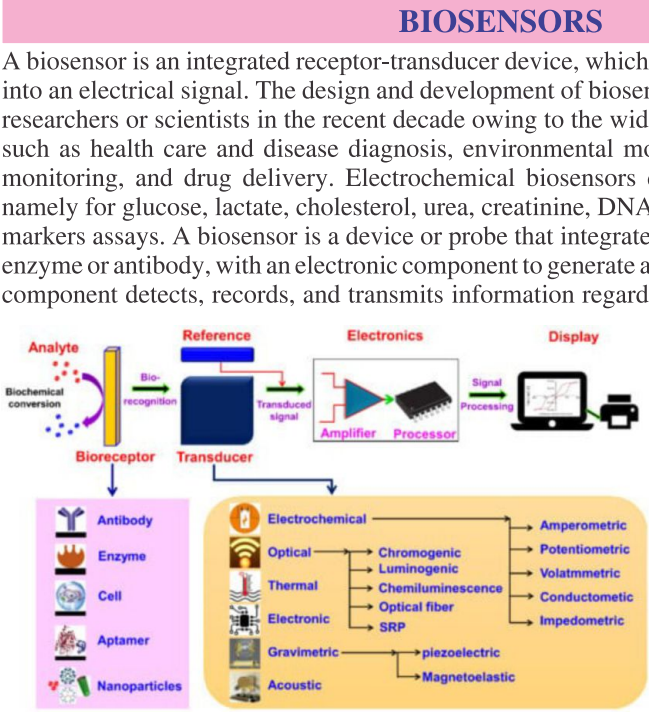 BIOSENSORS
A biosensor is an integrated receptor-transducer device, which
into an electrical signal. The design and development of biosen
researchers or scientists in the recent decade owing to the wid
such as health care and disease diagnosis, environmental mo
monitoring, and drug delivery. Electrochemical biosensors
namely for glucose, lactate, cholesterol, urea, creatinine, DNA
markers assays. A biosensor is a device or probe that integrate
enzyme or antibody, with an electronic component to generate a
component detects, records, and transmits information regard
Reference
Electronics
Display
Analyte
Biochemical
conversion
Bio-
recognition
Transduced
signal
Amplifier
Processor
Signal
Processing
Bioreceptor
Transducer
Antibody
Enzyme
Cell
Aptamer
Nanoparticles
Electrochemical
Amperometric
Potentiometric
Volatmmetric
Conductometic
Impedometric
Optical
Chromogenic
Luminogenic
Chemiluminescence
Optical fiber
SRP
Thermal
Electronic
Gravimetric
piezoelectric
Magnetoelastic
Acoustic